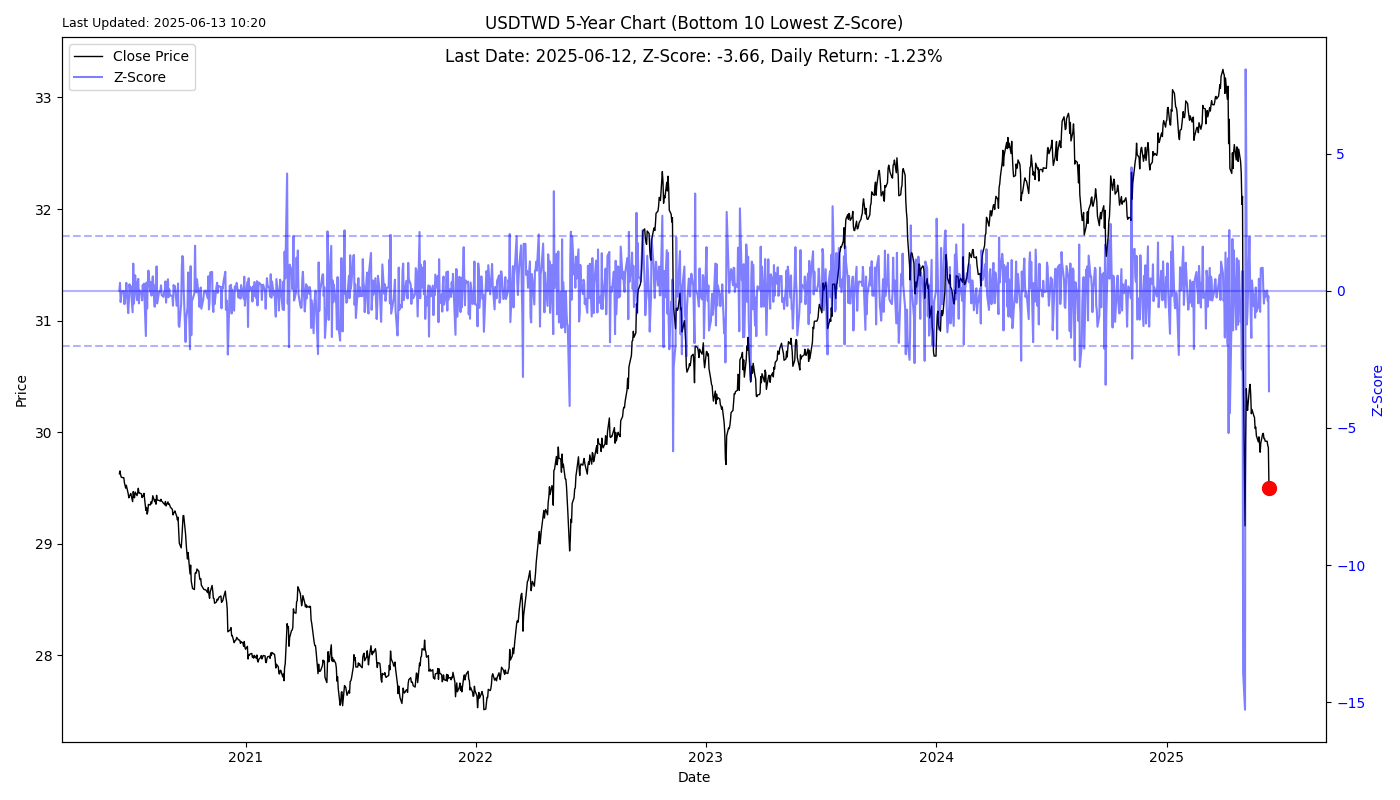 Last Updated: 2025-06-13 10:20
USDTWD 5-Year Chart (Bottom 10 Lowest Z-Score)
Last Date: 2025-06-12, Z-Score: -3.66, Daily Return: -1.23%
Close Price
Z-Score
33
32
31
30
29
28
Price
5
0
−5
−10
−15
Z-Score
2021
2022
2023
2024
2025
Date